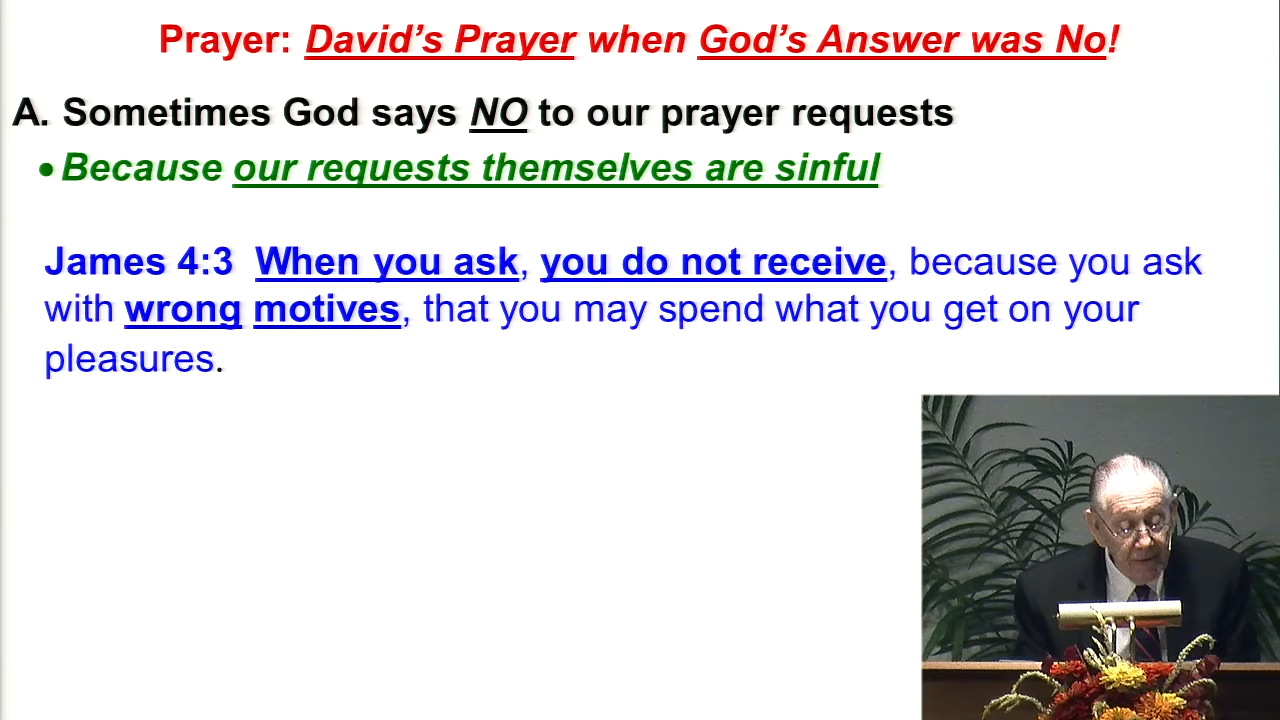 Prayer: David’s Prayer when God’s Answer was No!
A. Sometimes God says NO to our prayer requests
• Because our requests themselves are sinful
James 4:3 When you ask, you do not receive, because you ask
with wrong motives, that you may spend what you get on your
pleasures.